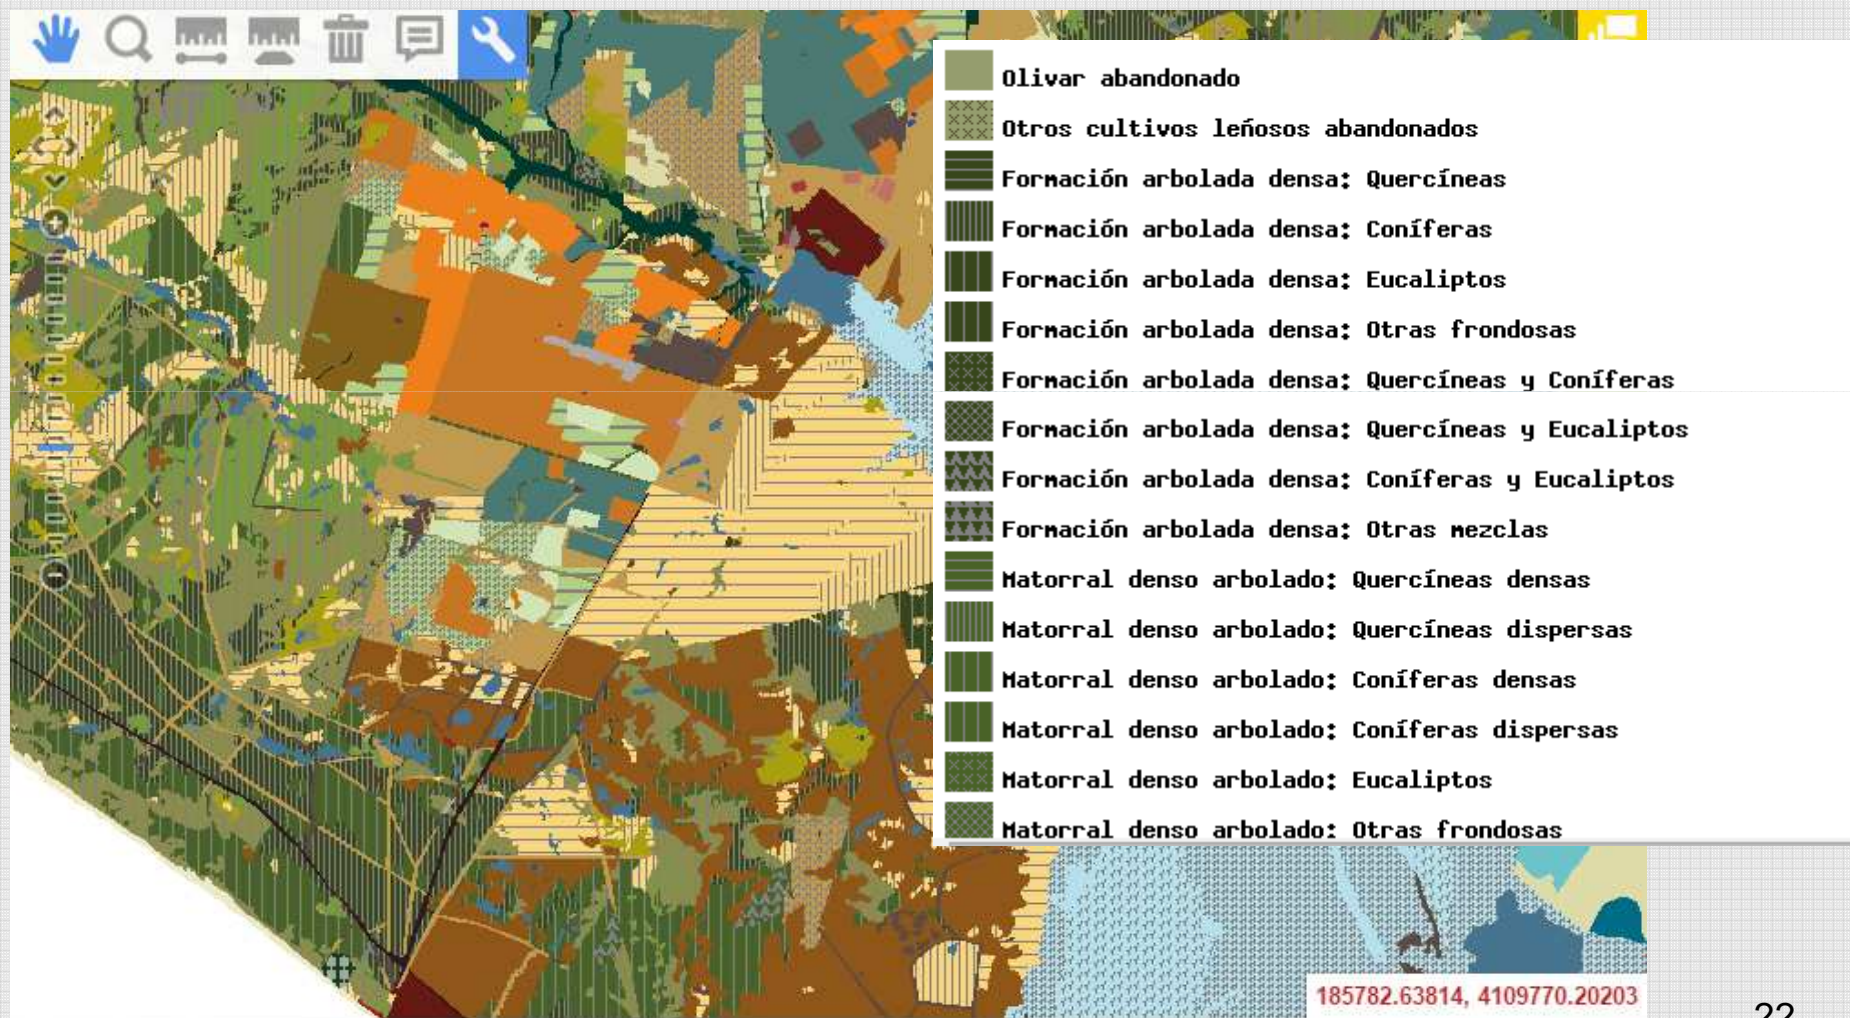 Olivar abandonado
Otros cultivos leñosos abandonados
Formación arbolada densa: Quercíneas
Formación arbolada densa: Coníferas
Formación arbolada densa: Eucaliptos
Formación arbolada densa: Otras frondosas
Formación arbolada densa: Quercíneas y Coníferas
Formación arbolada densa: Quercíneas y Eucaliptos
Formación arbolada densa: Coníferas y Eucaliptos
Formación arbolada densa: Otras mezclas
Matorral denso arbolado: Quercíneas densas
Matorral denso arbolado: Quercíneas dispersas
Matorral denso arbolado: Coníferas densas
Matorral denso arbolado: Coníferas dispersas
Matorral denso arbolado: Eucaliptos
Matorral denso arbolado: Otras frondosas
185782.63814, 4109770.20203
22